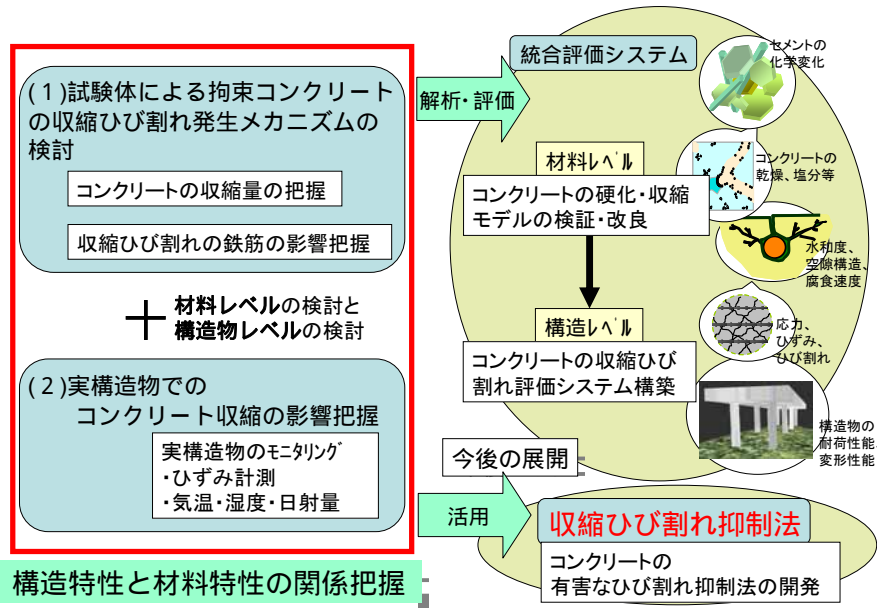 (1)試験体による拘束コンクリート
の収縮ひび割れ発生メカニズムの
検討
コンクリートの収縮量の把握
収縮ひび割れの鉄筋の影響把握
＋ 材料レベルの検討と
構造物レベルの検討
(2)実構造物での
コンクリート収縮の影響把握
実構造物のﾓﾆﾀﾘﾝｸﾞ
・ひずみ計測
・気温・湿度・日射量
構造特性と材料特性の関係把握
解析・評価
統合評価システム
材料ﾚﾍﾞﾙ
コンクリートの硬化・収縮
モデルの検証・改良
構造ﾚﾍﾞﾙ
コンクリートの収縮ひび
割れ評価システム構築
セメントの
化学変化
コンクリートの
乾燥、塩分等
水和度、
空隙構造、
腐食速度
応力、
ひずみ、
ひび割れ
構造物の
耐荷性能、
変形性能
今後の展開
活用
収縮ひび割れ抑制法
コンクリートの
有害なひび割れ抑制法の開発